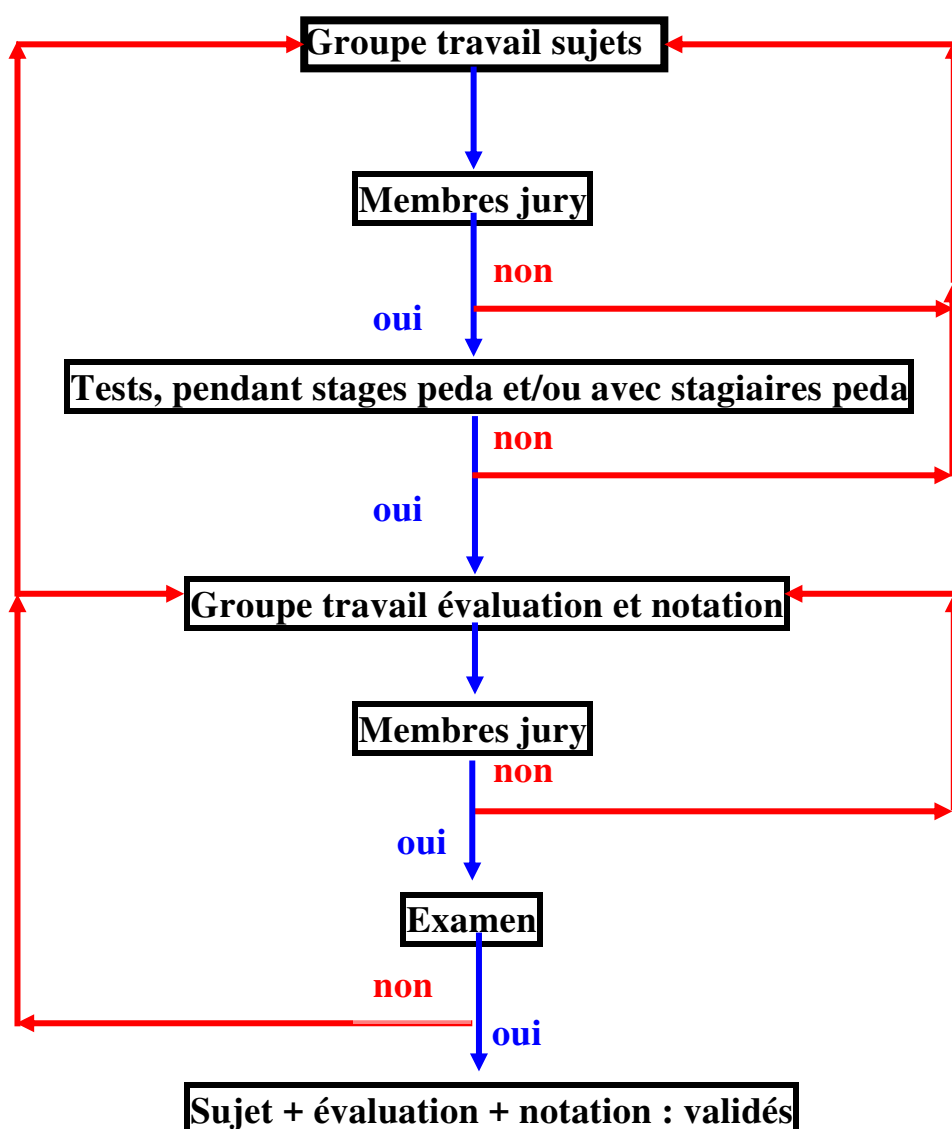 Groupe travail sujets
Membres jury
non
oui
Tests, pendant stages peda et/ou avec stagiaires peda
non
oui
Groupe travail évaluation et notation
Membres jury
non
oui
Examen
non
oui
Sujet + évaluation + notation : validés